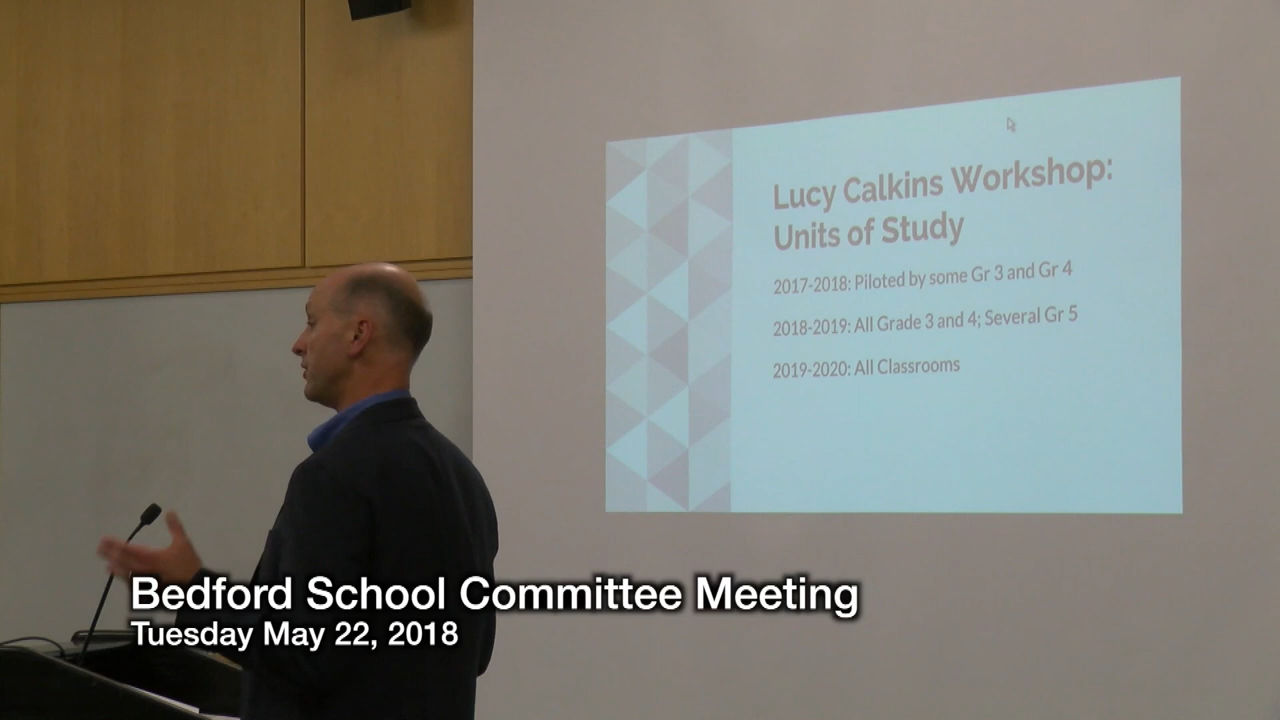 Lucy Calkins Workshop:
Units of Study
2017-2018: Piloted by some Gr 3 and Gr 4
2018-2019: All Grade 3 and 4; Several Gr 5
2019-2020: All Classrooms
Bedford School Committee Meeting
Tuesday May 22, 2018